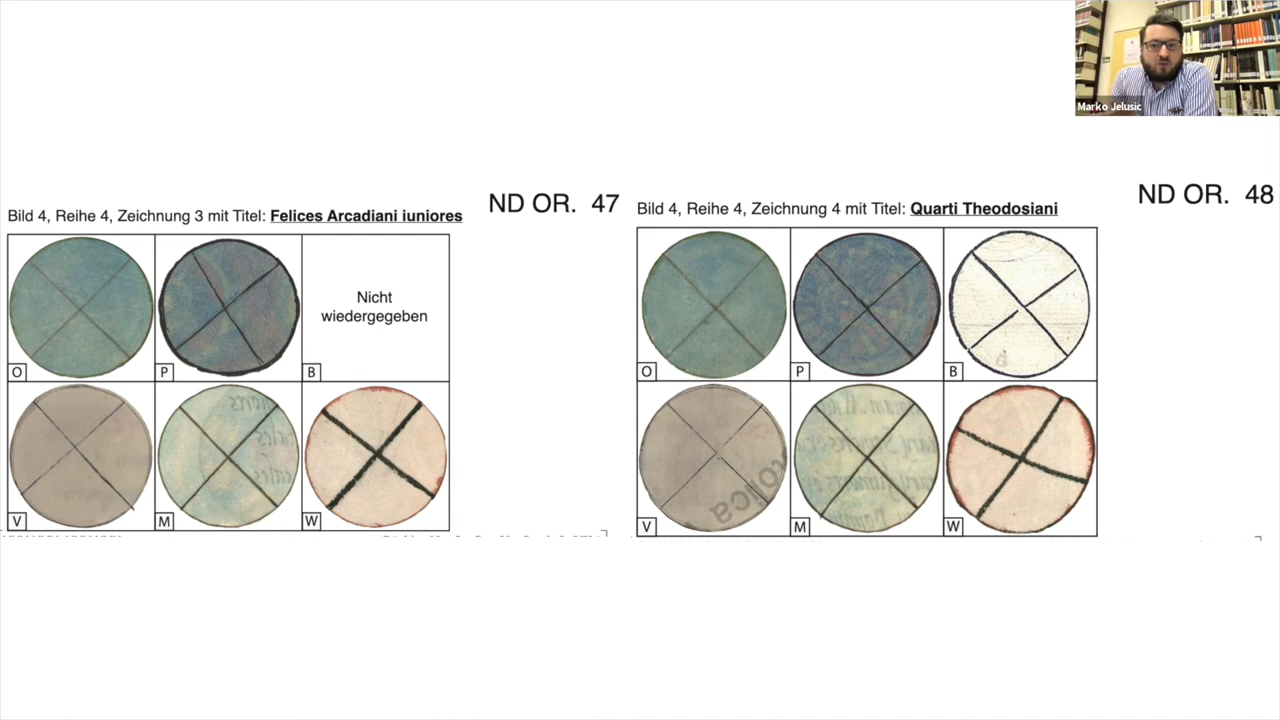 Marko Jelusic
ND OR. 47
Bild 4, Reihe 4, Zeichnung 3 mit Titel: Felices Arcadiani iuniores
Nicht
wiedergegeben
O
P
B
V
M
W
ND OR. 48
Bild 4, Reihe 4, Zeichnung 4 mit Titel: Quarti Theodosiani
O
P
B
V
M
W